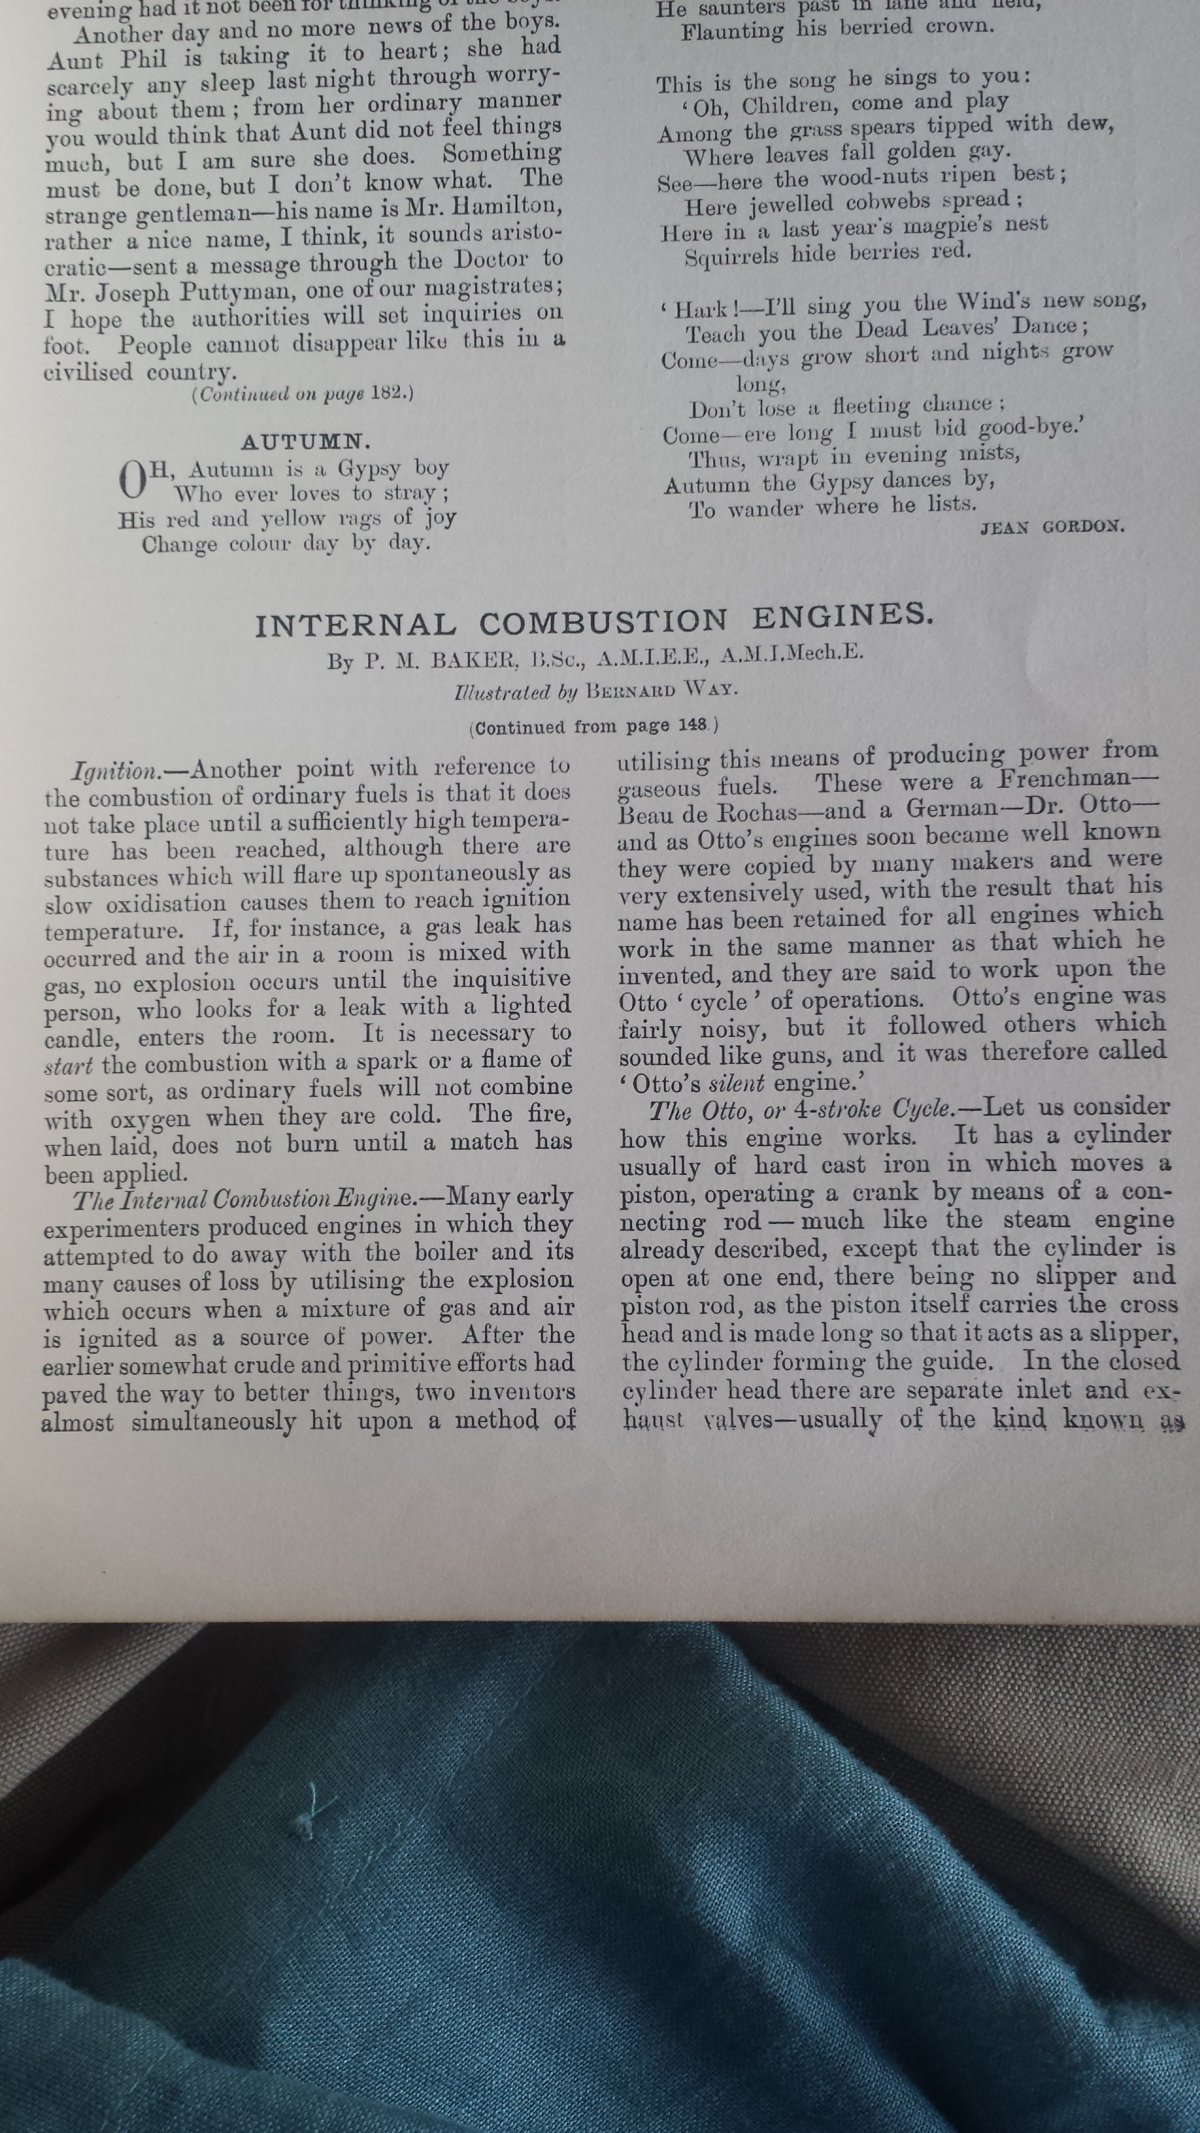 evening had it not been for thinking of the boys.
Another day and no more news of the boys.
Aunt Phil is taking it to heart; she had
scarcely any sleep last night through worry-
ing about them; from her ordinary manner
you would think that Aunt did not feel things
much, but I am sure she does. Something
must be done, but I don't know what. The
strange gentleman—his name is Mr. Hamilton,
rather a nice name, I think, it sounds aristo-
cratic—sent a message through the Doctor to
Mr. Joseph Puttyman, one of our magistrates;
I hope the authorities will set inquiries on
foot. People cannot disappear like this in a
civilised country.
(Continued on page 182.)
AUTUMN.
OH, Autumn is a Gypsy boy
Who ever loves to stray;
His red and yellow rags of joy
Change colour day by day.
He saunters past in lane and field,
Flaunting his berried crown.
This is the song he sings to you:
'Oh, Children, come and play
Among the grass spears tipped with dew,
Where leaves fall golden gay.
See—here the wood-nuts ripen best;
Here jewelled cobwebs spread;
Here in a last year's magpie's nest
Squirrels hide berries red.
'Hark!—I'll sing you the Wind's new song,
Teach you the Dead Leaves' Dance;
Come—days grow short and nights grow
long,
Don't lose a fleeting chance;
Come—ere long I must bid good-bye.'
Thus, wrapt in evening mists,
Autumn the Gypsy dances by,
To wander where he lists.
JEAN GORDON.
INTERNAL COMBUSTION ENGINES.
By P. M. BAKER, B.Sc., A.M.I.E.E., A.M.I.Mech.E.
Illustrated by BERNARD WAY.
(Continued from page 148.)
Ignition.—Another point with reference to
the combustion of ordinary fuels is that it does
not take place until a sufficiently high tempera-
ture has been reached, although there are
substances which will flare up spontaneously as
slow oxidisation causes them to reach ignition
temperature. If, for instance, a gas leak has
occurred and the air in a room is mixed with
gas, no explosion occurs until the inquisitive
person, who looks for a leak with a lighted
candle, enters the room. It is necessary to
start the combustion with a spark or a flame of
some sort, as ordinary fuels will not combine
with oxygen when they are cold. The fire,
when laid, does not burn until a match has
been applied.
The Internal Combustion Engine.—Many early
experimenters produced engines in which they
attempted to do away with the boiler and its
many causes of loss by utilising the explosion
which occurs when a mixture of gas and air
is ignited as a source of power. After the
earlier somewhat crude and primitive efforts had
paved the way to better things, two inventors
almost simultaneously hit upon a method of
utilising this means of producing power from
gaseous fuels. These were a Frenchman—
Beau de Rochas—and a German—Dr. Otto—
and as Otto's engines soon became well known
they were copied by many makers and were
very extensively used, with the result that his
name has been retained for all engines which
work in the same manner as that which he
invented, and they are said to work upon the
Otto 'cycle' of operations. Otto's engine was
fairly noisy, but it followed others which
sounded like guns, and it was therefore called
'Otto's silent engine.'
The Otto, or 4-stroke Cycle.—Let us consider
how this engine works. It has a cylinder
usually of hard cast iron in which moves a
piston, operating a crank by means of a con-
necting rod—much like the steam engine
already described, except that the cylinder is
open at one end, there being no slipper and
piston rod, as the piston itself carries the cross
head and is made long so that it acts as a slipper,
the cylinder forming the guide. In the closed
cylinder head there are separate inlet and ex-
haust valves—usually of the kind known as